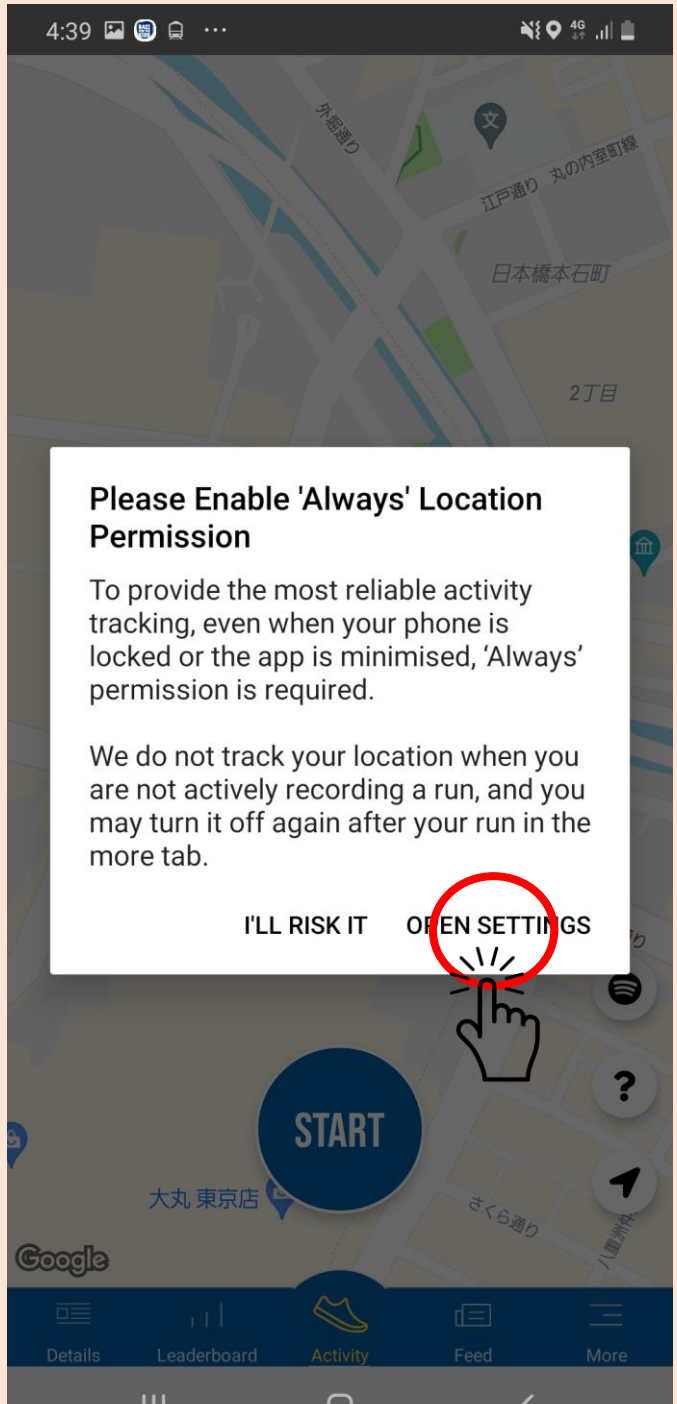 4:39
4G
外堀通り
文
江戸通り
丸の内室町線
日本橋本石町
2丁目
Please Enable 'Always' Location
Permission
To provide the most reliable activity
tracking, even when your phone is
locked or the app is minimised, ‘Always’
permission is required.
We do not track your location when you
are not actively recording a run, and you
may turn it off again after your run in the
more tab.
I'LL RISK IT OPEN SETTINGS
?
START
大丸 東京店
さくら通り
Google
Details Leaderboard Activity Feed More